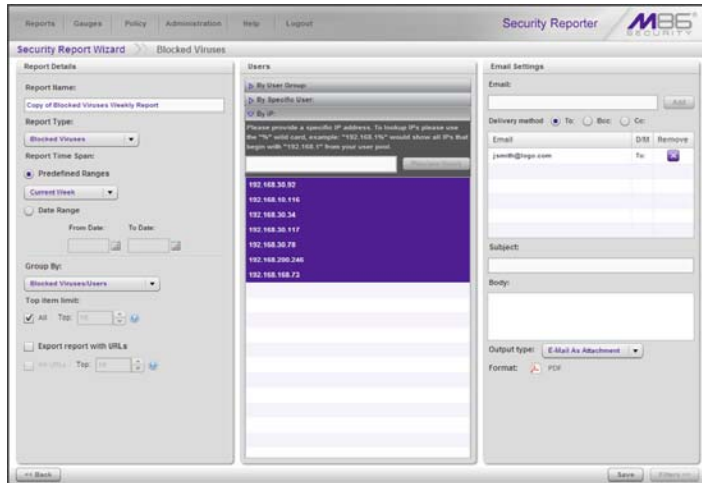 Reports Gauges Policy Administration Help Logout
Security Reporter
M86
SECURITY
Security Report Wizard Blocked Viruses
Report Details
Report Name:
Copy of Blocked Viruses Weekly Report
Report Type:
Blocked Viruses
Report Time Span:
Predefined Ranges
Current Week
Date Range
From Date: To Date:
Group By:
Blocked Viruses/Users
Top item limit:
All Top:
Export report with URLs
All URLs Top:
<< Back
Users
By User Group:
By Specific User:
By IP:
Please provide a specific IP address. To lookup IPs please use
the "%" wild card, example: "192.168.1%" would show all IPs that
begin with "192.168.1" from your user pool.
192.168.30.92
192.168.10.116
192.168.30.34
192.168.30.117
192.168.30.78
192.168.200.246
192.168.168.73
Email Settings
Email:
Add
Delivery method To: Bcc: Cc:
Email D/M Remove
jsmith@logo.com To:
Subject:
Body:
Output type: E-Mail As Attachment
Format: PDF
Save